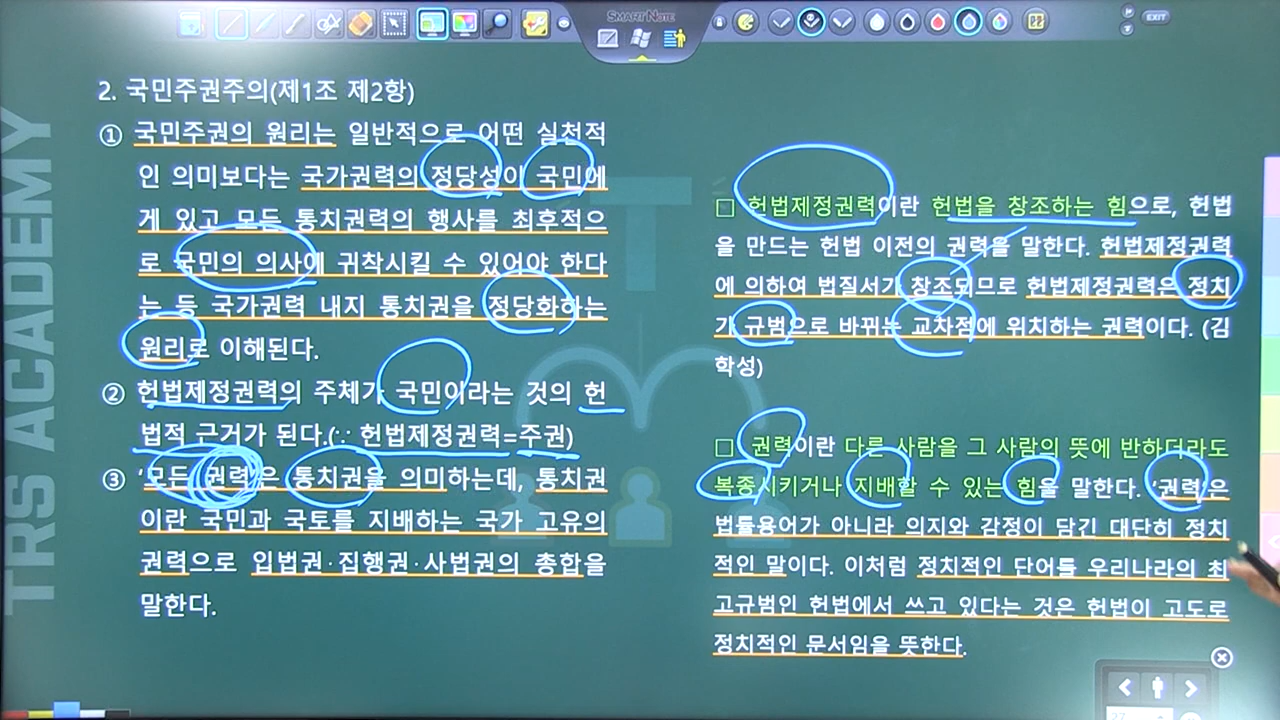 SMART NOTE
EXIT
TRS ACADEMY
2. 국민주권주의(제1조 제2항)
① 국민주권의 원리는 일반적으로 어떤 실천적
인 의미보다는 국가권력의 정당성이 국민에
게 있고 모든 통치권력의 행사를 최후적으
로 국민의 의사에 귀착시킬 수 있어야 한다
는 등 국가권력 내지 통치권을 정당화하는
원리로 이해된다.
② 헌법제정권력의 주체가 국민이라는 것의 헌
법적 근거가 된다.(∵ 헌법제정권력=주권)
③ '모든 권력'은 통치권을 의미하는데, 통치권
이란 국민과 국토를 지배하는 국가 고유의
권력으로 입법권·집행권·사법권의 총합을
말한다.
□ 헌법제정권력이란 헌법을 창조하는 힘으로, 헌법
을 만드는 헌법 이전의 권력을 말한다. 헌법제정권력
에 의하여 법질서가 창조되므로 헌법제정권력은 정치
가 규범으로 바뀌는 교차점에 위치하는 권력이다. (김
학성)
□ 권력이란 다른 사람을 그 사람의 뜻에 반하더라도
복종시키거나 지배할 수 있는 힘을 말한다. '권력'은
법률용어가 아니라 의지와 감정이 담긴 대단히 정치
적인 말이다. 이처럼 정치적인 단어를 우리나라의 최
고규범인 헌법에서 쓰고 있다는 것은 헌법이 고도로
정치적인 문서임을 뜻한다.
27